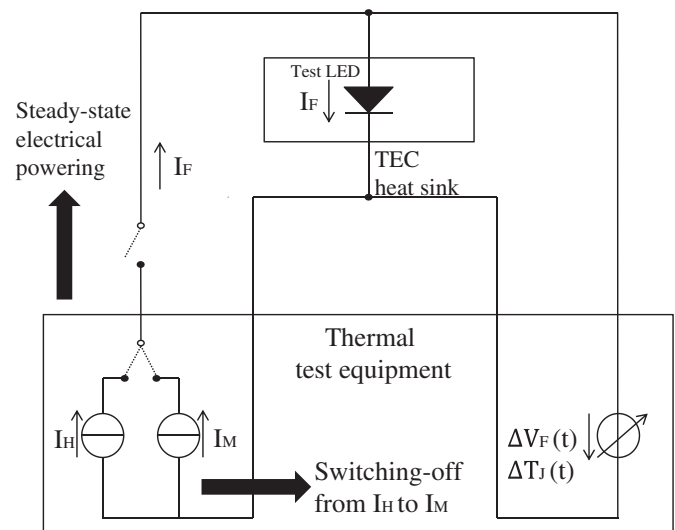 Test LED
IF
Steady-state
electrical
powering
IF
TEC
heat sink
Thermal
test equipment
IH
IM
ΔVF(t)
ΔTJ(t)
Switching-off
from IH to IM